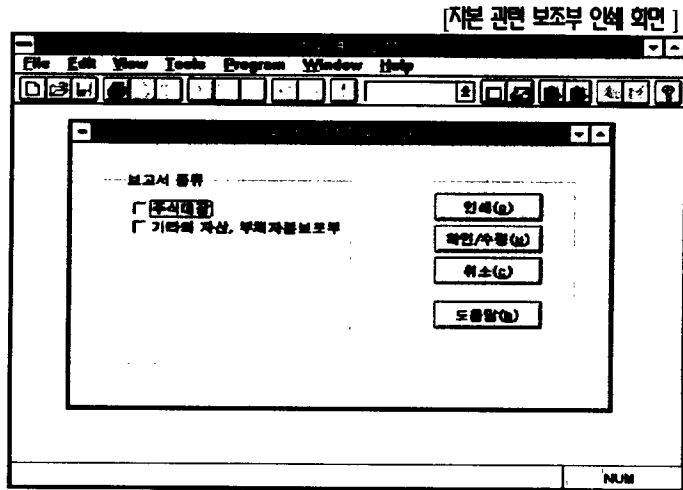 [자본 관련 보조부 인쇄 화면 ]
File Edit View Tools Program Window Help
보고서 종류
주식대장
기타의 자산, 부채자본보조부
인쇄(p)
확인/수정(u)
취소(c)
도움말(h)
NUM